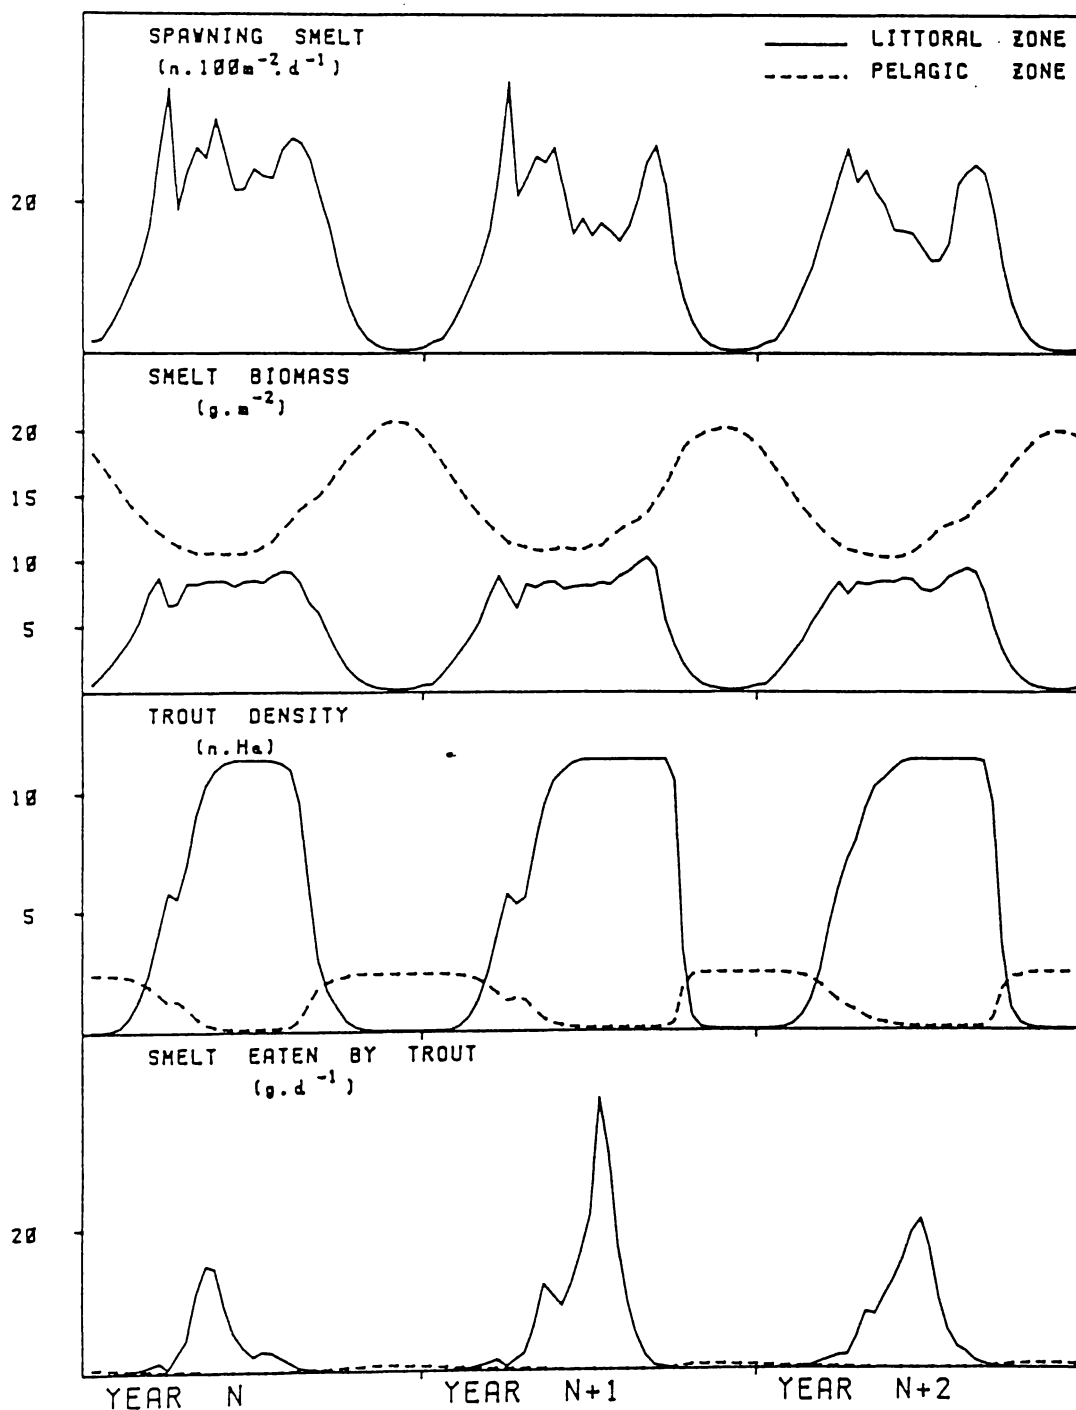 SPAWNING SMELT
(n.100m⁻².d⁻¹)
LITTORAL ZONE
PELAGIC ZONE
20
SMELT BIOMASS
(g.m⁻²)
20
15
10
5
TROUT DENSITY
(n.Ha)
10
5
SMELT EATEN BY TROUT
(g.d⁻¹)
20
YEAR N
YEAR N+1
YEAR N+2